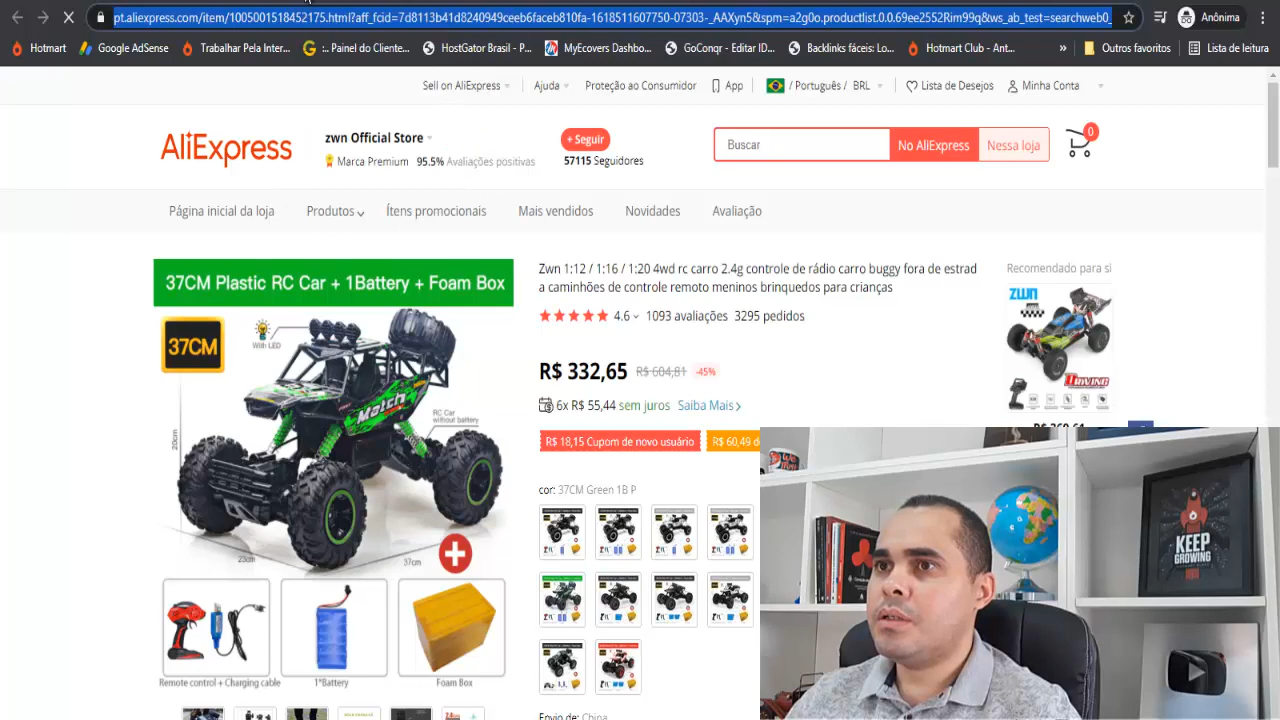 pt.aliexpress.com/item/1005001518452175.html?aff_fcid=7d8113b41d8240949ceeb6faceb810fa-1618511607750-07303-_AAXyn5&spm=a2g0o.productlist.0.0.69ee2552Rim99q&ws_ab_test=searchweb0_
Anônima
Hotmart
Google AdSense
Trabalhar Pela Inter...
.:. Painel do Cliente...
HostGator Brasil - P...
MyEcovers Dashbo...
GoConqr - Editar ID...
Backlinks fáceis: Lo...
Hotmart Club - Ant...
»
Outros favoritos
Lista de leitura
Sell on AliExpress
Ajuda
Proteção ao Consumidor
App
/ Português / BRL
Lista de Desejos
Minha Conta
AliExpress
zwn Official Store
Marca Premium 95.5% Avaliações positivas
+ Seguir
57115 Seguidores
Buscar
No AliExpress
Nessa loja
0
Página inicial da loja
Produtos
Ítens promocionais
Mais vendidos
Novidades
Avaliação
37CM Plastic RC Car + 1Battery + Foam Box
37CM
With LED
Match
RC Car
without battery
20cm
23cm
37cm
Remote control + Charging cable
1*Battery
Foam Box
Zwn 1:12 / 1:16 / 1:20 4wd rc carro 2.4g controle de rádio carro buggy fora de estrad
a caminhões de controle remoto meninos brinquedos para crianças
4.6
1093 avaliações
3295 pedidos
R$ 332,65
R$ 604,81
-45%
6x R$ 55,44 sem juros
Saiba Mais
R$ 18,15 Cupom de novo usuário
R$ 60,49 d
cor: 37CM Green 1B P
Envio de: China
Recomendado para si
ZWN
KEEP
GROWING